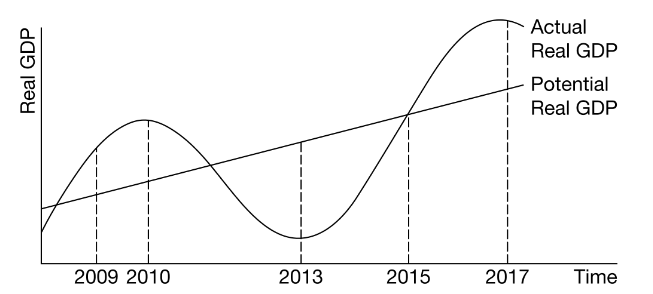 Real GDP
Actual
Real GDP
Potential
Real GDP
2009 2010 2013 2015 2017 Time